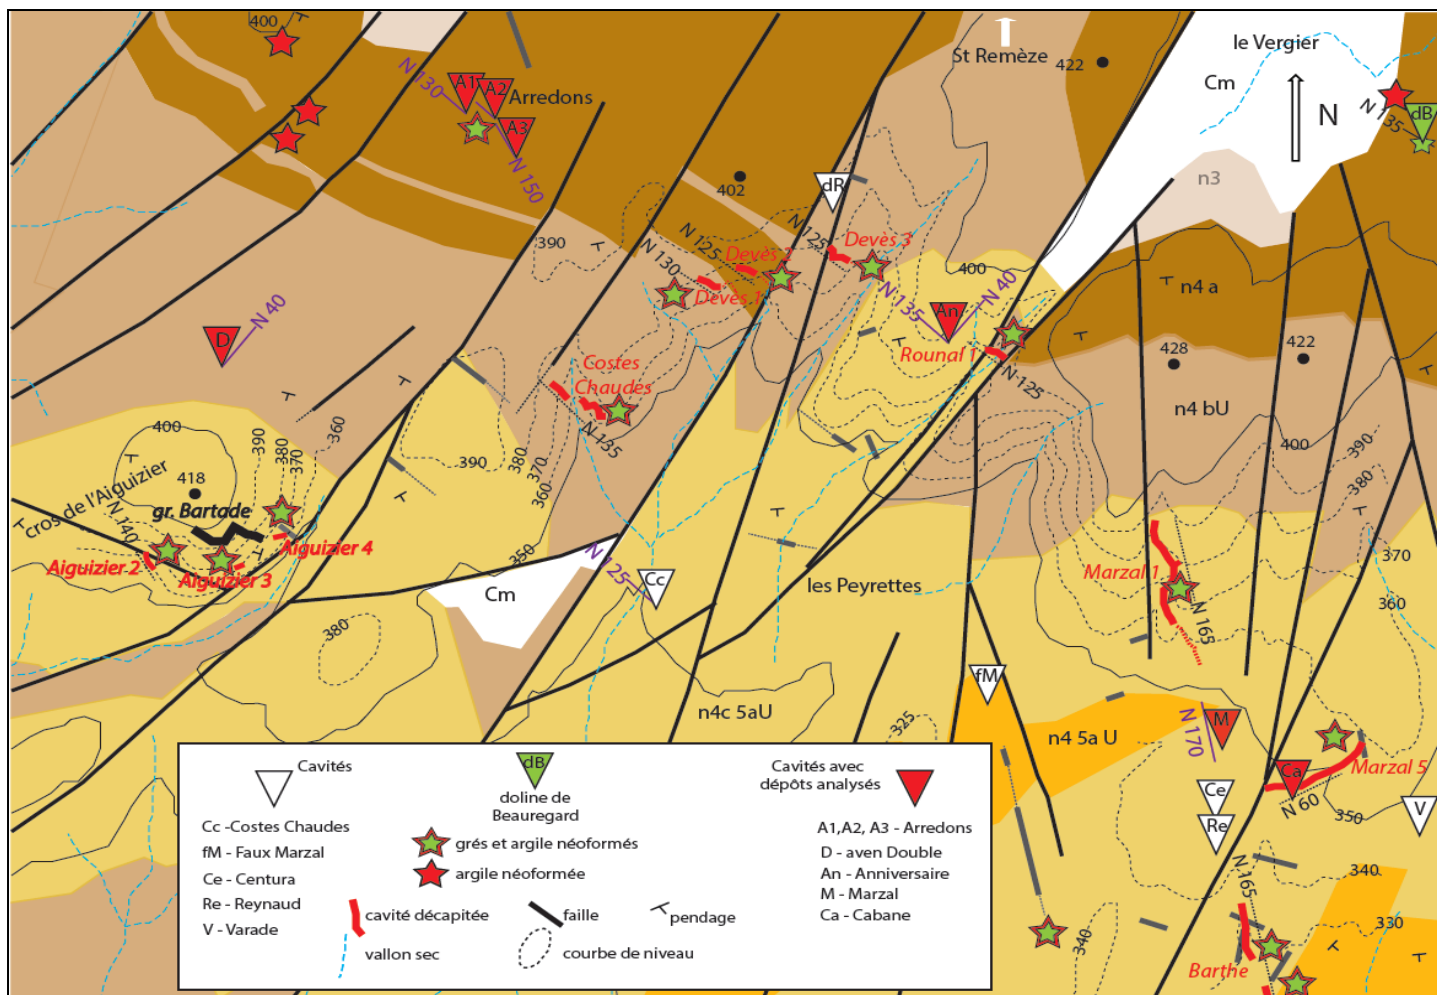 400
St Remèze
422
le Vergier
Cm
N
N 130
A1
A2
Arredons
A3
N 150
N 135
dB
n3
402
dR
390
N 130
N 125
N 125
Devès 3
Devès 2
Devès 1
400
N 135
An
N 40
n4 a
N 40
D
Rounal 1
N 125
428
422
Costes
Chaudes
N 135
n4 bU
400
390
380
360
400
390
380
370
418
cros de l'Aiguizier
gr. Bartade
N 140
Aiguizier 2
Aiguizier 3
Aiguizier 4
390
380
370
360
350
N 125
Cc
Cm
les Peyrettes
370
360
Marzal 1
N 165
380
fM
n4c 5aU
325
n4 5a U
N 170
M
Marzal 5
Ca
N 60
350
Ce
Re
V
N 165
340
330
340
Barthe
Cavités
dB
doline de
Beauregard
Cavités avec
dépôts analysés
Cc -Costes Chaudes
fM - Faux Marzal
Ce - Centura
Re - Reynaud
V - Varade
grés et argile néoformés
argile néoformée
A1,A2, A3 - Arredons
D - aven Double
An - Anniversaire
M - Marzal
Ca - Cabane
cavité décapitée
faille
pendage
vallon sec
courbe de niveau